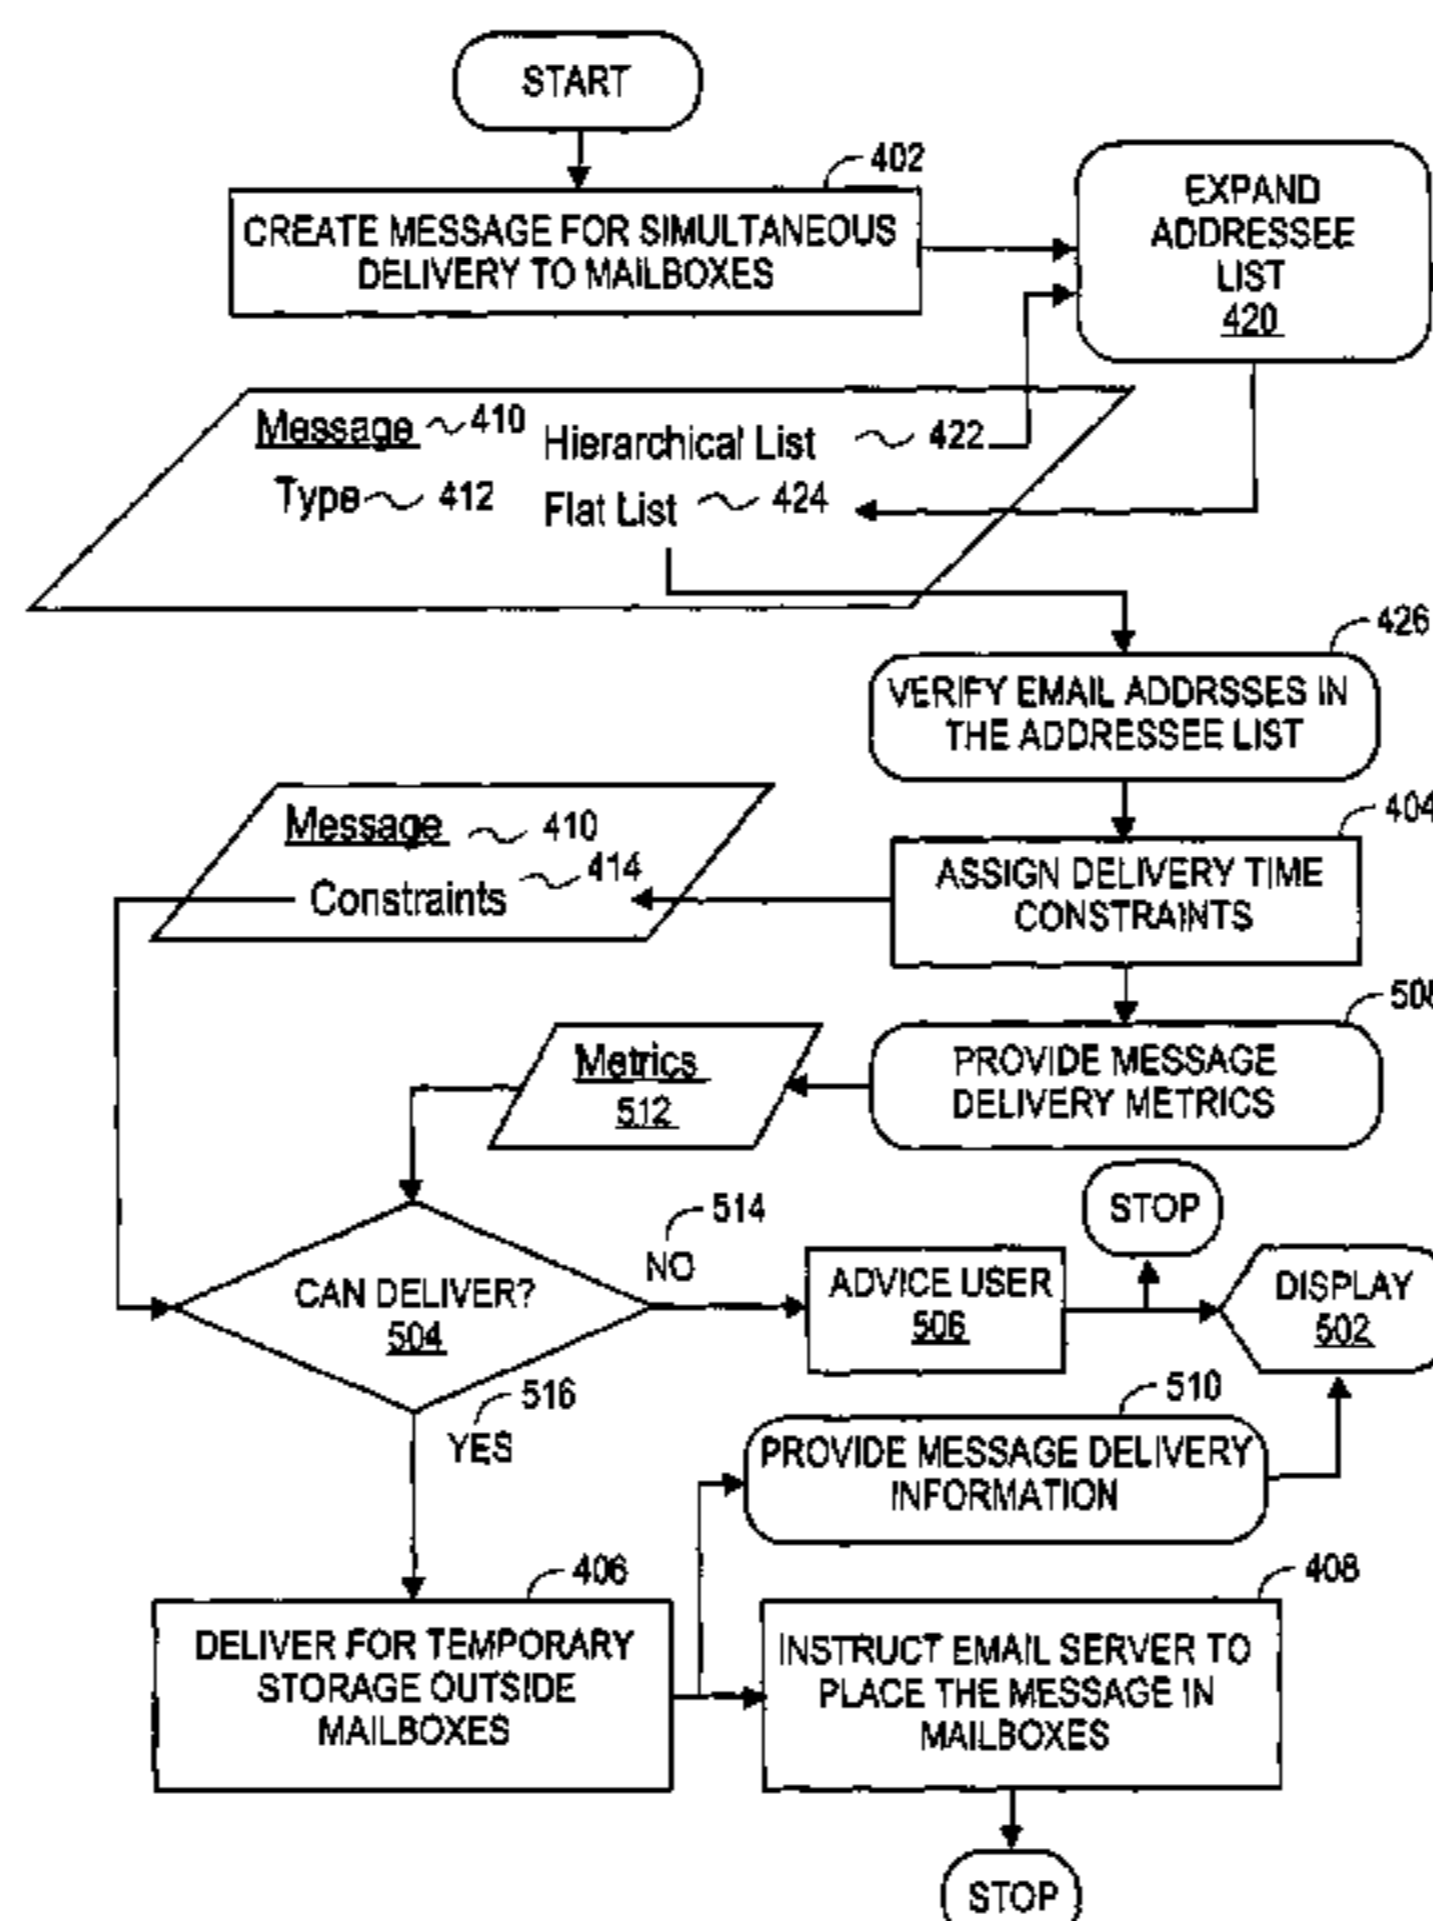 START
402
CREATE MESSAGE FOR SIMULTANEOUS
DELIVERY TO MAILBOXES
EXPAND
ADDRESSEE
LIST
420
Message 410
Hierarchical List 422
Type 412
Flat List 424
426
VERIFY EMAIL ADDRSSES IN
THE ADDRESSEE LIST
Message 410
Constraints 414
404
ASSIGN DELIVERY TIME
CONSTRAINTS
PROVIDE MESSAGE
DELIVERY METRICS
Metrics
512
STOP
CAN DELIVER?
504
514
NO
ADVICE USER
506
DISPLAY
502
516
YES
510
PROVIDE MESSAGE DELIVERY
INFORMATION
406
DELIVER FOR TEMPORARY
STORAGE OUTSIDE
MAILBOXES
408
INSTRUCT EMAIL SERVER TO
PLACE THE MESSAGE IN
MAILBOXES
STOP